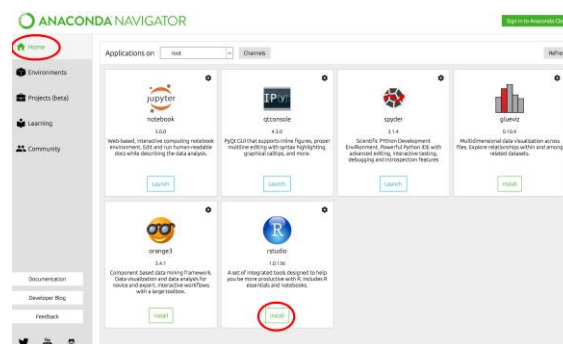 ANACONDA NAVIGATOR
Sign in to Anaconda Clo
Home
Environments
Projects (beta)
Learning
Community
Documentation
Developer Blog
Feedback
Applications on
root
Channels
Refre
jupyter
notebook
5.0.0
Web-based, interactive computing notebook
environment. Edit and run human-readable
docs while describing the data analysis.
Launch
IP[y]:
qtconsole
4.3.0
PyQt GUI that supports inline figures, proper
multiline editing with syntax highlighting,
graphical calltips, and more.
Launch
spyder
3.1.4
Scientific PYthon Development
EnviRonment. Powerful Python IDE with
advanced editing, interactive testing,
debugging and introspection features
Launch
glueviz
0.10.4
Multidimensional data visualization across
files. Explore relationships within and among
related datasets.
Install
orange3
3.4.1
Component based data mining framework.
Data visualization and data analysis for
novice and expert. Interactive workflows
with a large toolbox.
Install
R
rstudio
1.0.136
A set of integrated tools designed to help
you be more productive with R. Includes R
essentials and notebooks.
Install
You